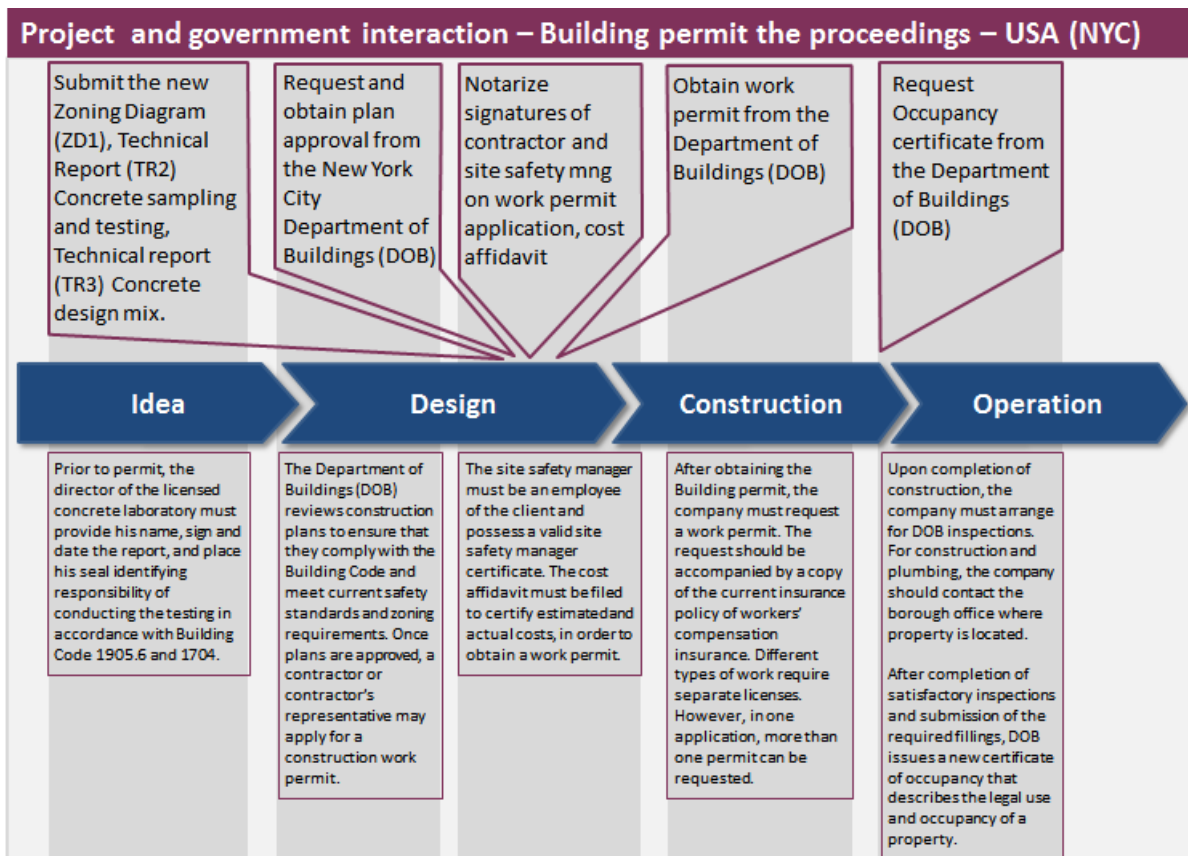 Project and government interaction – Building permit the proceedings – USA (NYC)
Submit the new
Zoning Diagram
(ZD1), Technical
Report (TR2)
Concrete sampling
and testing,
Technical report
(TR3) Concrete
design mix.
Request and
obtain plan
approval from
the New York
City
Department of
Buildings (DOB)
Notarize
signatures of
contractor and
site safety mng
on work permit
application, cost
affidavit
Obtain work
permit from the
Department of
Buildings (DOB)
Request
Occupancy
certificate from
the Department
of Buildings
(DOB)
Idea
Design
Construction
Operation
Prior to permit, the
director of the licensed
concrete laboratory must
provide his name, sign and
date the report, and place
his seal identifying
responsibility of
conducting the testing in
accordance with Building
Code 1905.6 and 1704.
The Department of
Buildings (DOB)
reviews construction
plans to ensure that
they comply with the
Building Code and
meet current safety
standards and zoning
requirements. Once
plans are approved, a
contractor or
contractor's
representative may
apply for a
construction work
permit.
The site safety manager
must be an employee
of the client and
possess a valid site
safety manager
certificate. The cost
affidavit must be filed
to certify estimated and
actual costs, in order to
obtain a work permit.
After obtaining the
Building permit, the
company must request
a work permit. The
request should be
accompanied by a copy
of the current insurance
policy of workers'
compensation
insurance. Different
types of work require
separate licenses.
However, in one
application, more than
one permit can be
requested.
Upon completion of
construction, the
company must arrange
for DOB inspections.
For construction and
plumbing, the company
should contact the
borough office where
property is located.
After completion of
satisfactory inspections
and submission of the
required fillings, DOB
issues a new certificate
of occupancy that
describes the legal use
and occupancy of a
property.